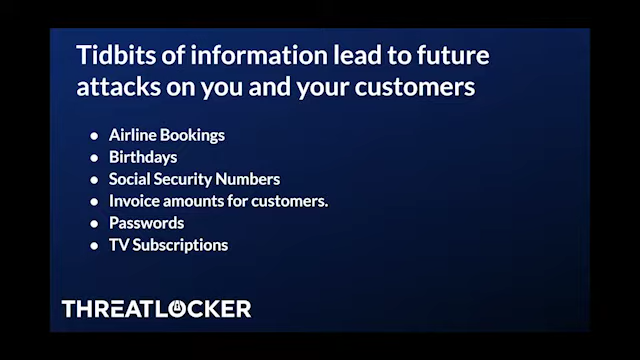 Tidbits of information lead to future
attacks on you and your customers
● Airline Bookings
● Birthdays
● Social Security Numbers
● Invoice amounts for customers.
● Passwords
● TV Subscriptions
THREATLOCKER